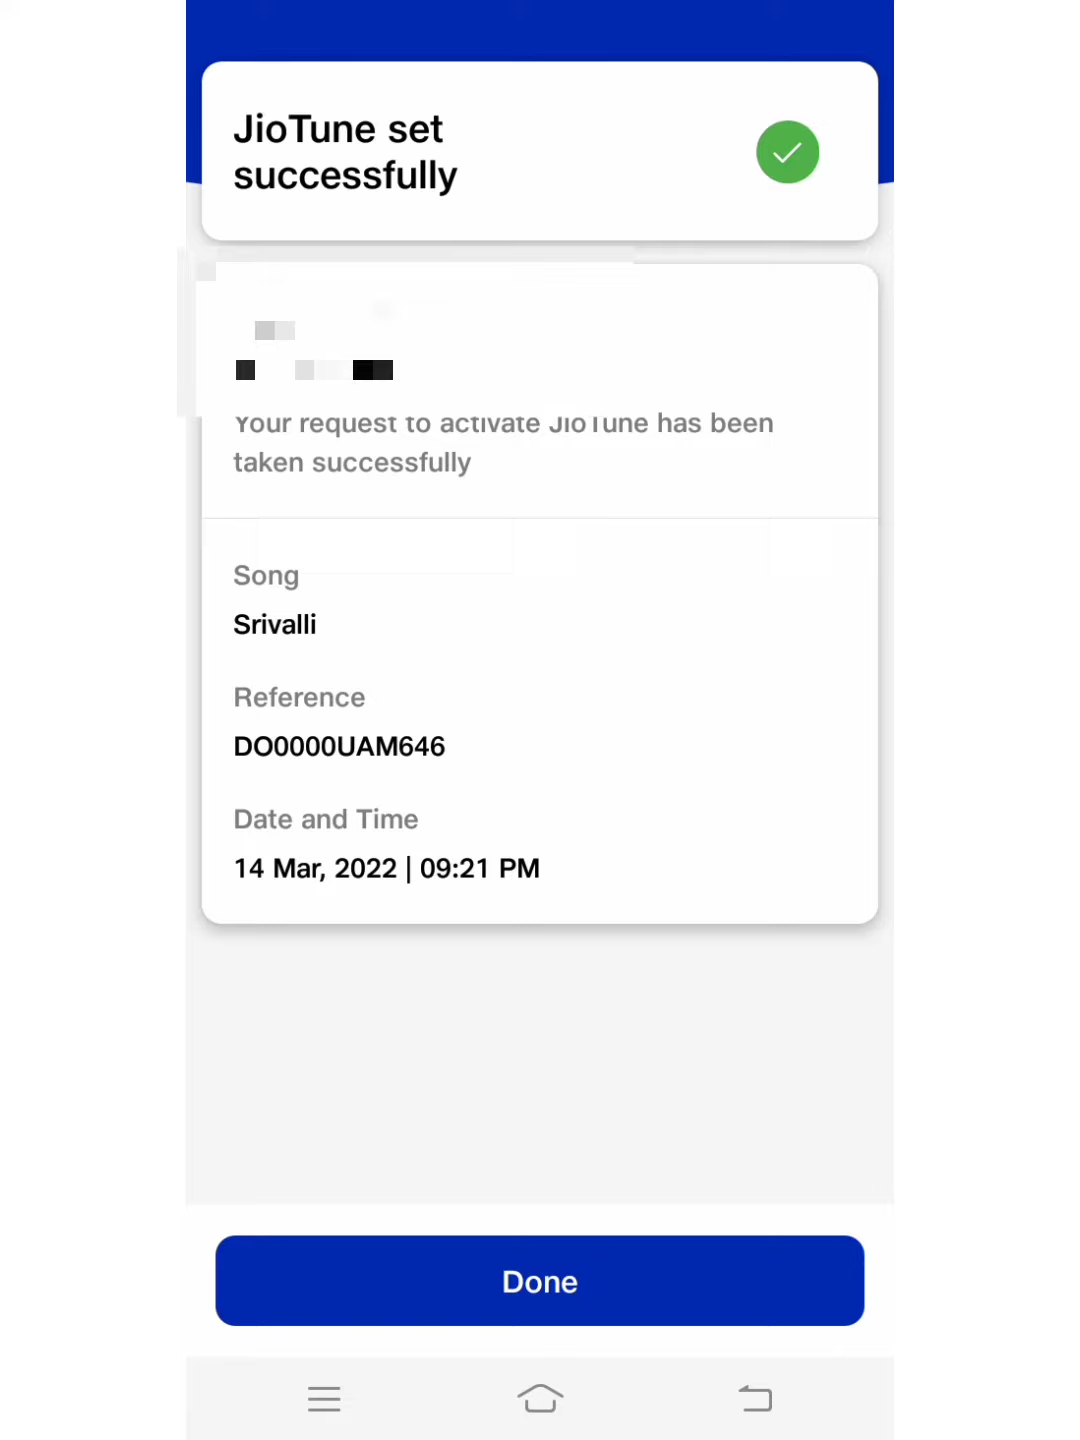 JioTune set
successfully
Your request to activate JioTune has been
taken successfully
Song
Srivalli
Reference
DO0000UAM646
Date and Time
14 Mar, 2022 | 09:21 PM
Done